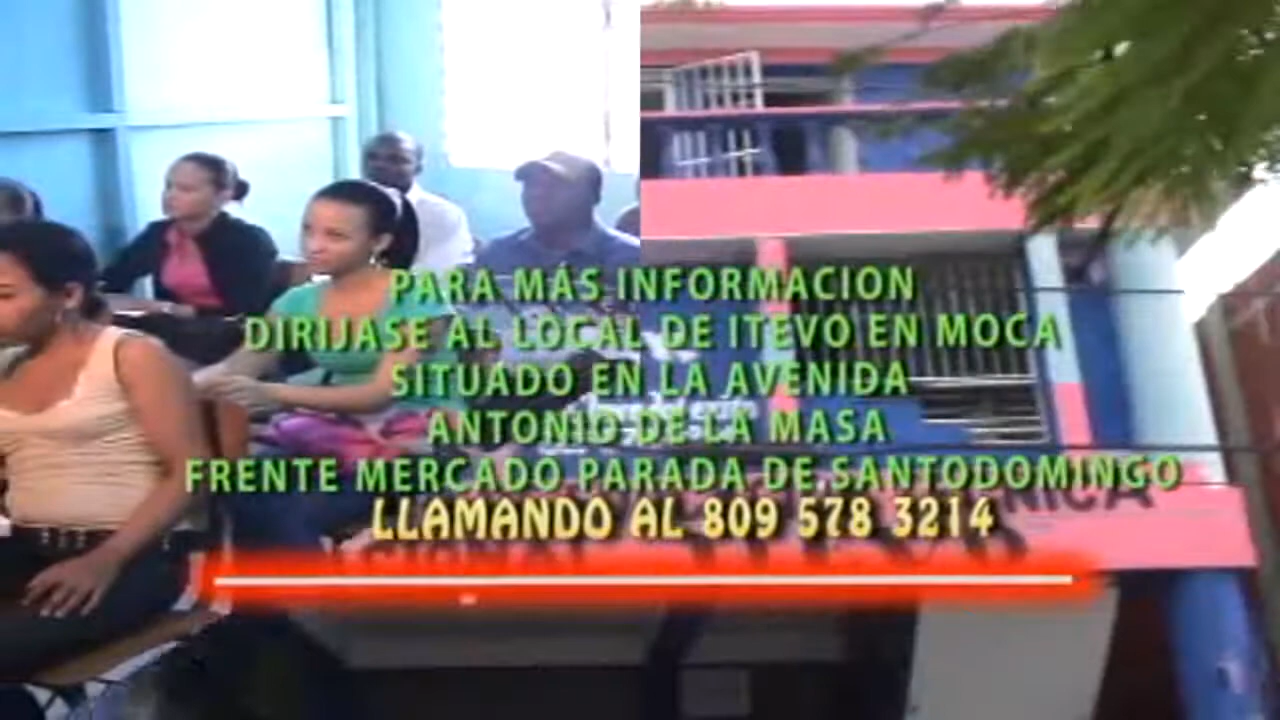 PARA MÁS INFORMACION
DIRIJASE AL LOCAL DE ITEVO EN MOCA
SITUADO EN LA AVENIDA
ANTONIO DE LA MASA
FRENTE MERCADO PARADA DE SANTODOMINGO
LLAMANDO AL 809 578 3214